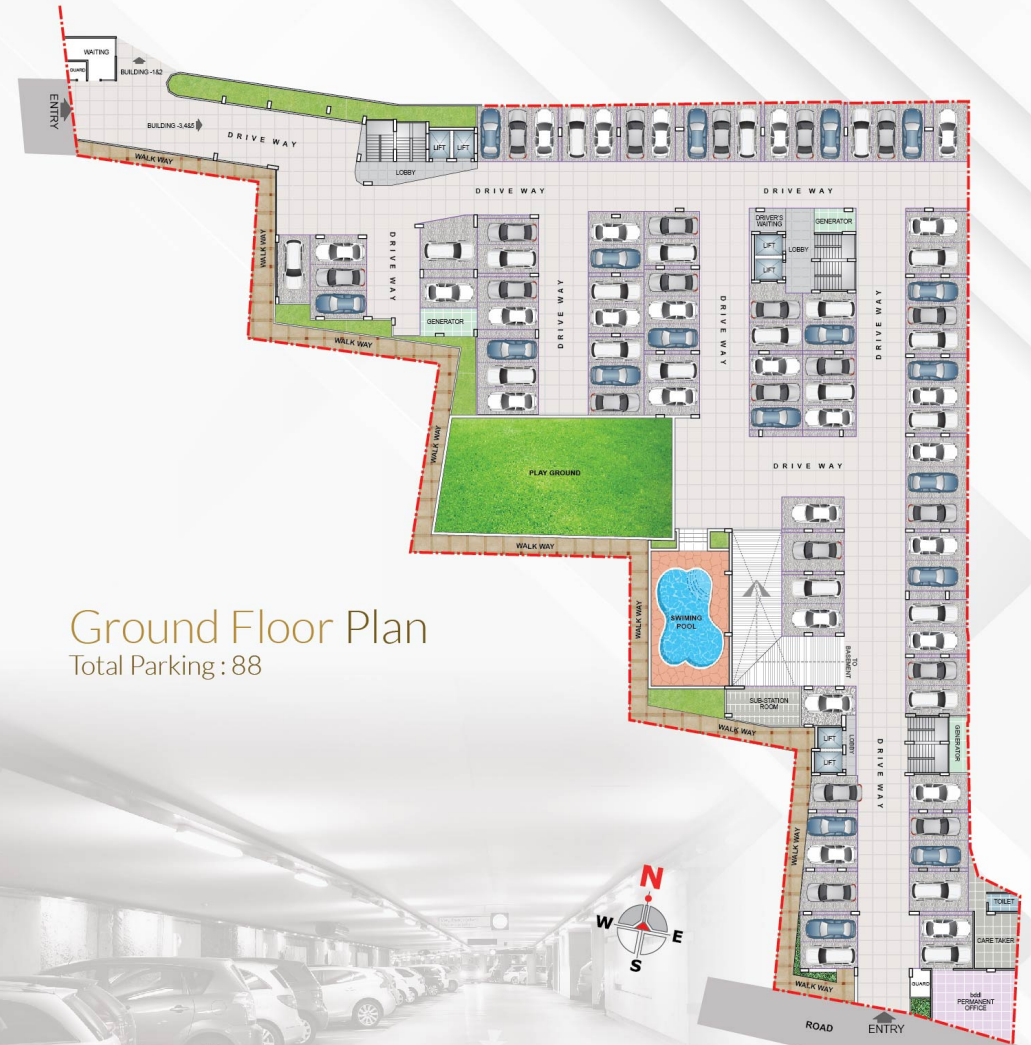 WAITING
GUARD
BUILDING -1&2
ENTRY
BUILDING -3,4&5
DRIVE WAY
WALK WAY
LIFT
LIFT
LOBBY
DRIVE WAY
DRIVE WAY
DRIVER'S
WAITING
GENERATOR
LIFT
LOBBY
LIFT
WALK WAY
DRIVE WAY
DRIVE WAY
DRIVE WAY
DRIVE WAY
GENERATOR
WALK WAY
WALK WAY
PLAY GROUND
DRIVE WAY
WALK WAY
WALK WAY
SWIMING
POOL
Ground Floor Plan
Total Parking : 88
TO
BASEMENT
SUB-STATION
ROOM
WALK WAY
LIFT
LOBBY
LIFT
DRIVE WAY
GENERATOR
WALK WAY
N
W
E
S
TOILET
CARE TAKER
WALK WAY
GUARD
bddl
PERMANENT
OFFICE
ROAD
ENTRY